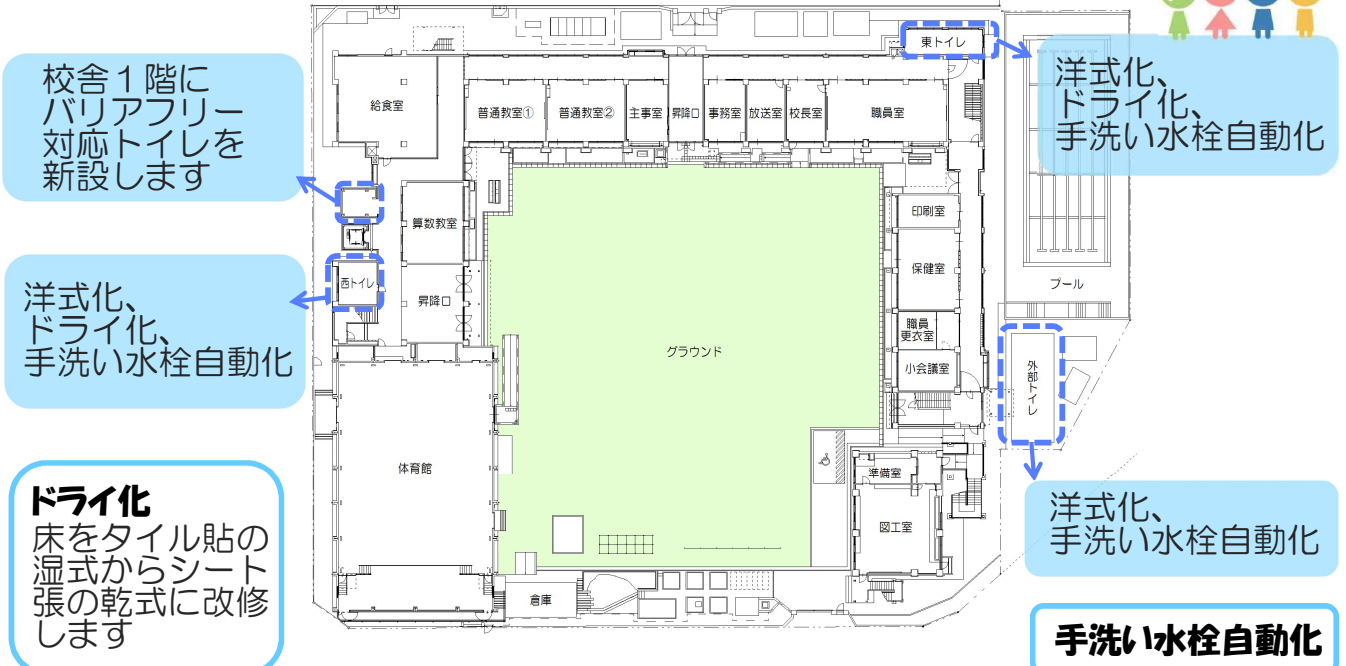 校舎１階に
バリアフリー
対応トイレを
新設します
東トイレ
洋式化、
ドライ化、
手洗い水栓自動化
給食室
普通教室①
普通教室②
主事室
昇降口
事務室
放送室
校長室
職員室
算数教室
印刷室
保健室
プール
西トイレ
昇降口
洋式化、
ドライ化、
手洗い水栓自動化
グラウンド
職員
更衣室
小会議室
外部トイレ
体育館
準備室
図工室
倉庫
洋式化、
手洗い水栓自動化
ドライ化
床をタイル貼の
湿式からシート
張の乾式に改修
します
手洗い水栓自動化